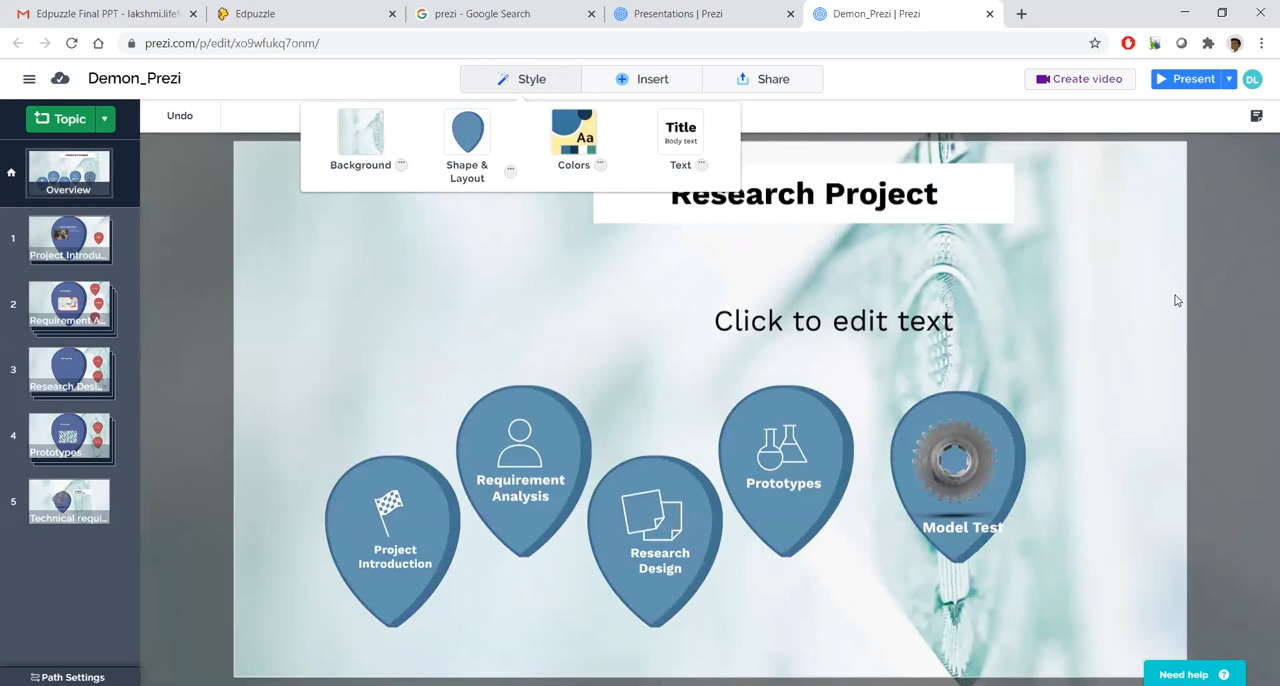 Edpuzzle Final PPT - lakshmi.life
Edpuzzle
prezi - Google Search
Presentations | Prezi
Demon_Prezi | Prezi
prezi.com/p/edit/xo9wfukq7onm/
Demon_Prezi
Style
Insert
Share
Create video
Present
DL
Topic
Undo
Background
Shape &
Layout
Aa
Colors
Title
Body text
Text
Overview
1
Project Introdu...
2
Requirement A...
3
Research Desi...
4
Prototypes
5
Technical requi...
Path Settings
Research Project
Click to edit text
Project
Introduction
Requirement
Analysis
Research
Design
Prototypes
Model Test
Need help ?